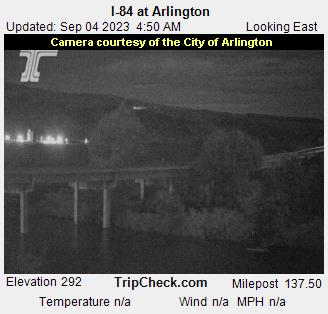 I-84 at Arlington
Updated: Sep 04 2023 4:50 AM Looking East
Camera courtesy of the City of Arlington
Elevation 292 TripCheck.com Milepost 137.50
Temperature n/a Wind n/a MPH n/a